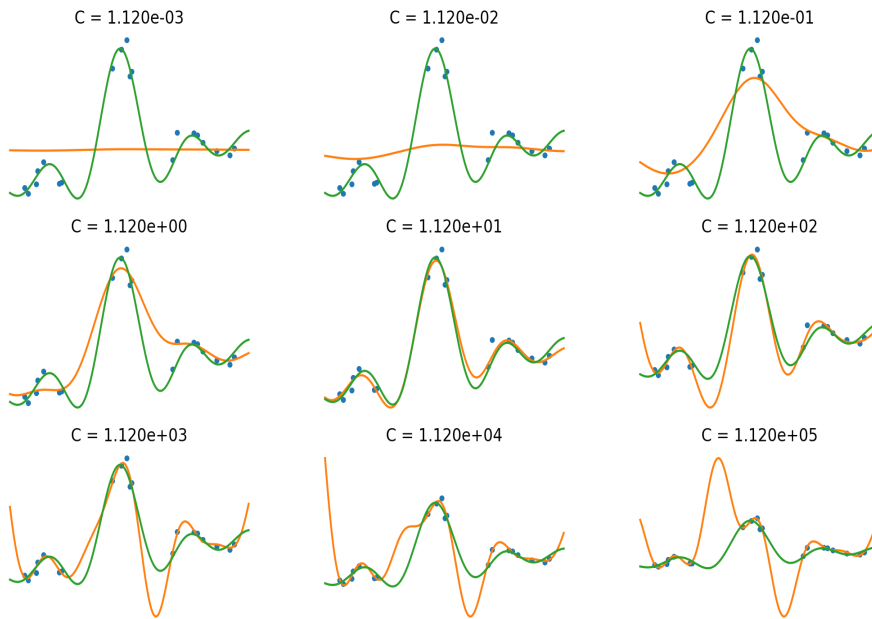 C = 1.120e-03
C = 1.120e-02
C = 1.120e-01
C = 1.120e+00
C = 1.120e+01
C = 1.120e+02
C = 1.120e+03
C = 1.120e+04
C = 1.120e+05